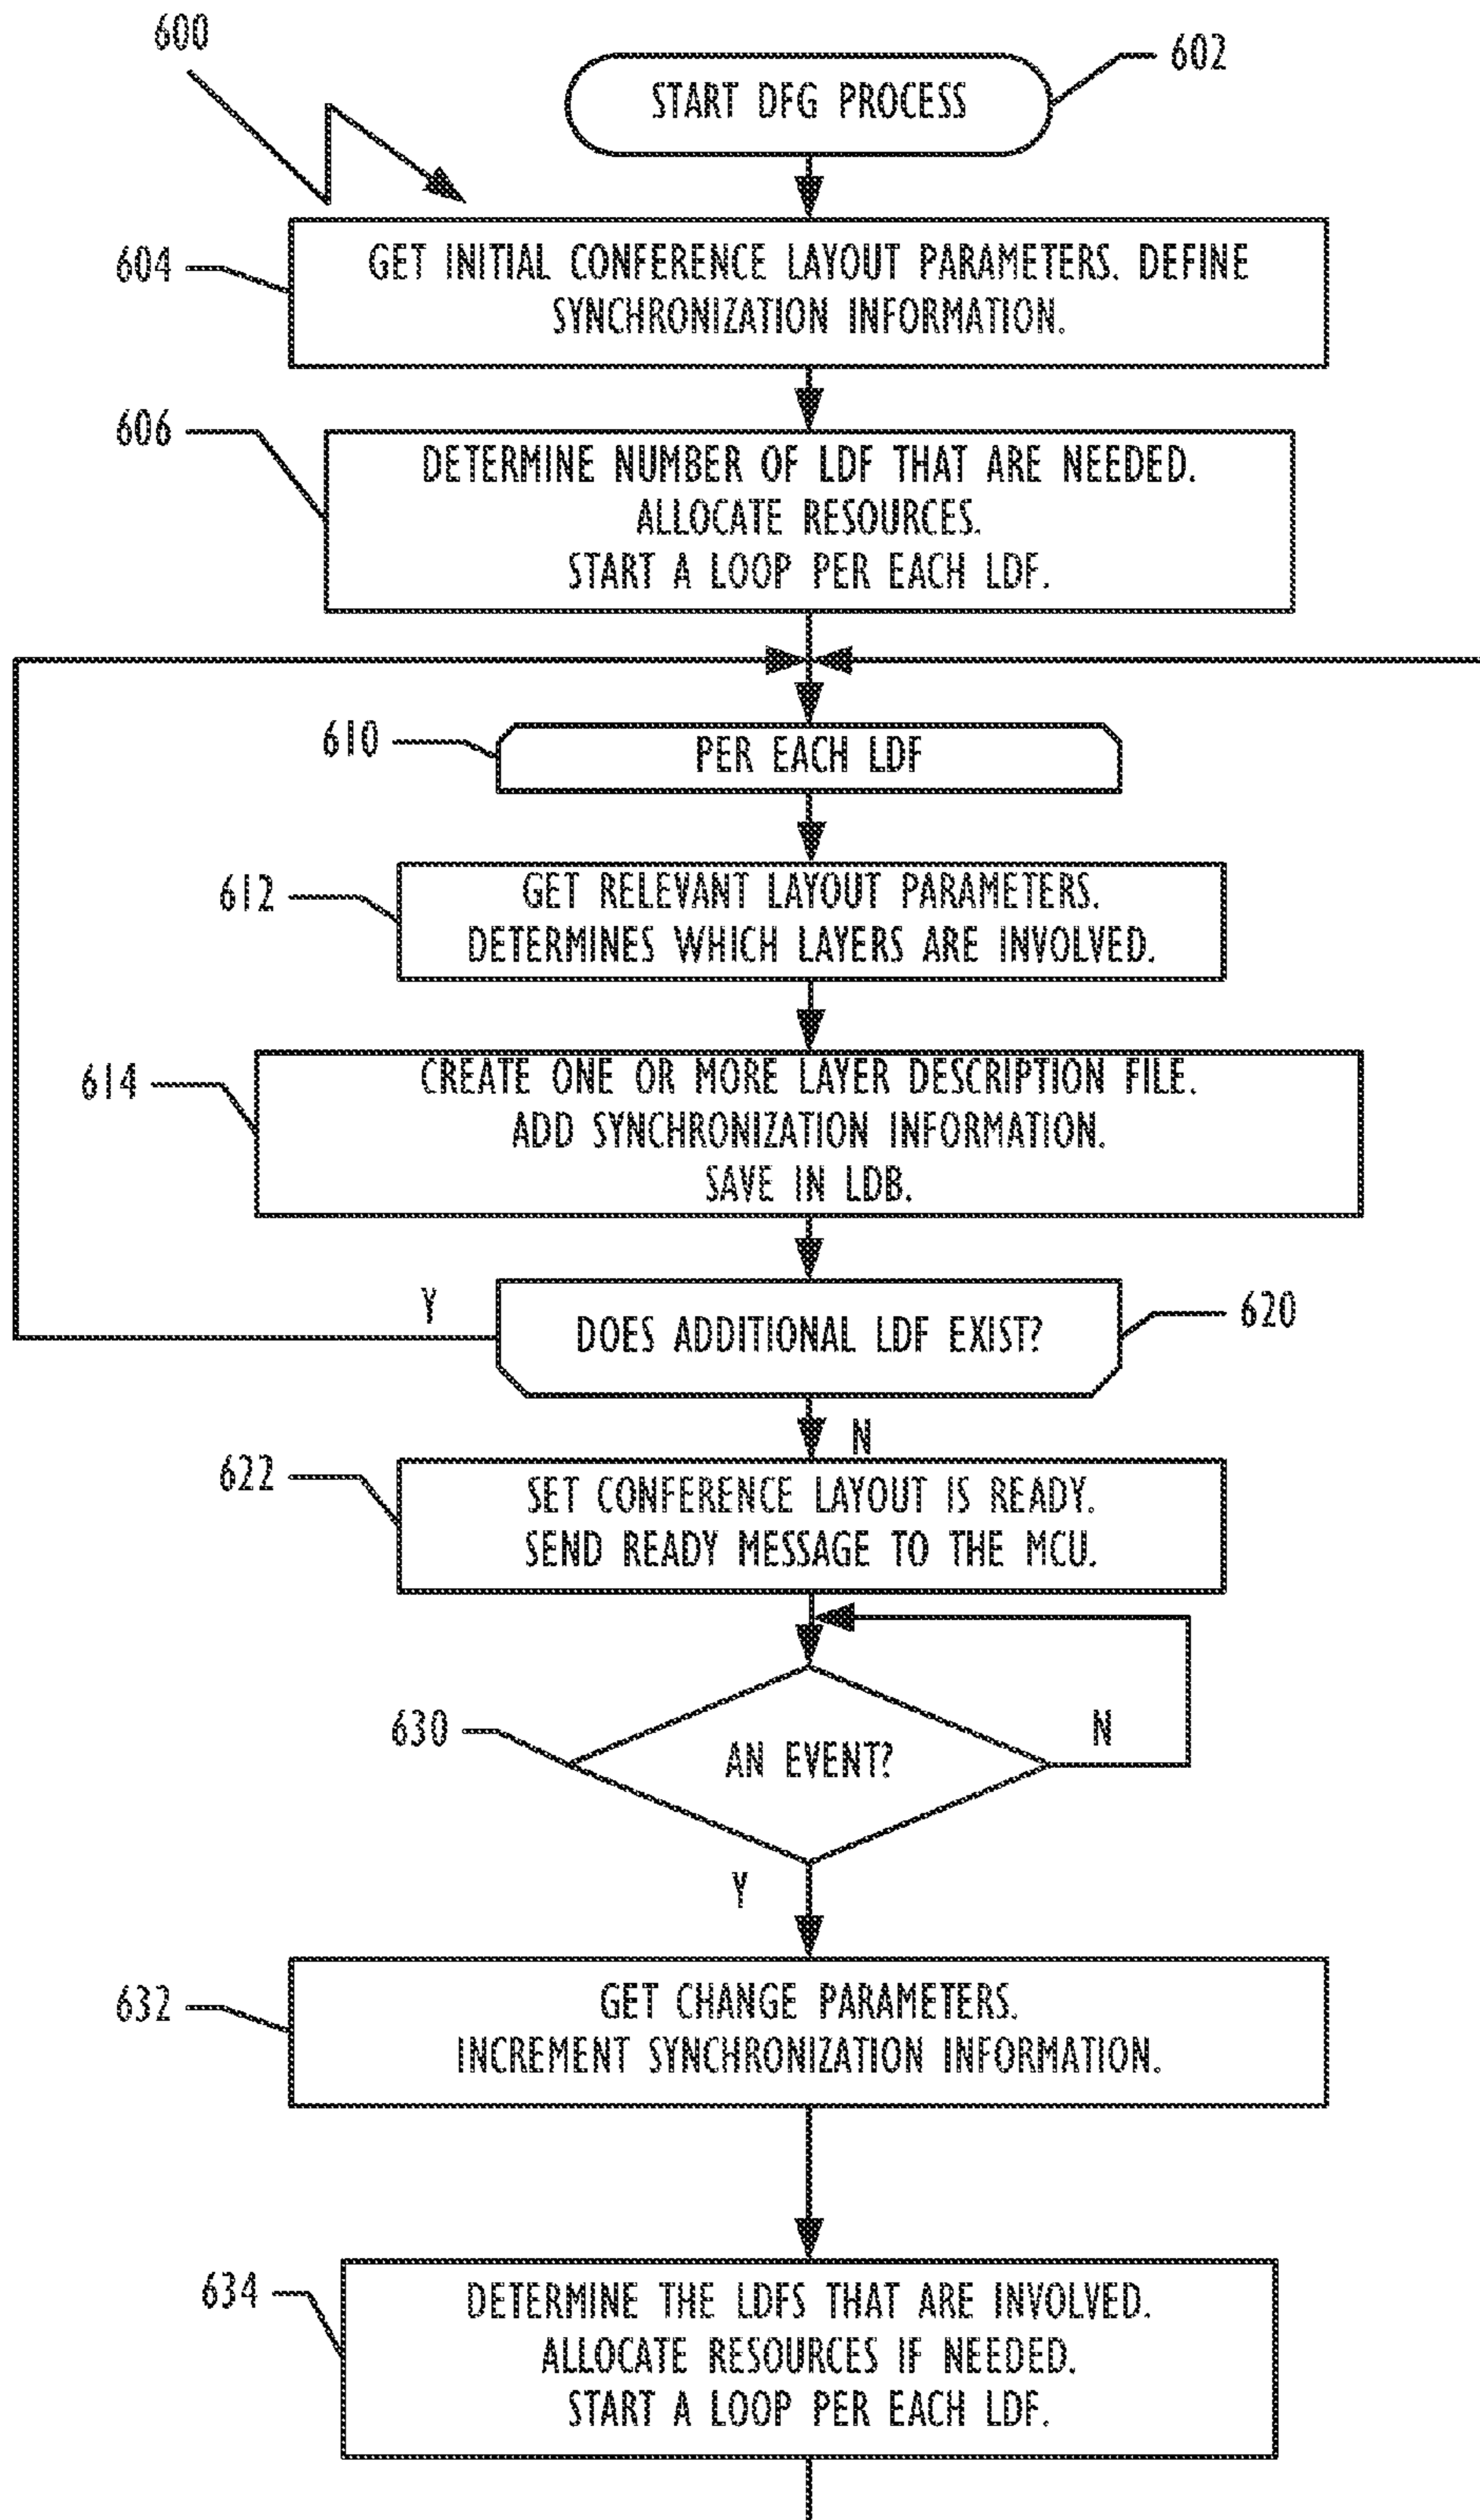 600
602
START DFG PROCESS
604
GET INITIAL CONFERENCE LAYOUT PARAMETERS. DEFINE
SYNCHRONIZATION INFORMATION.
606
DETERMINE NUMBER OF LDF THAT ARE NEEDED.
ALLOCATE RESOURCES.
START A LOOP PER EACH LDF.
610
PER EACH LDF
612
GET RELEVANT LAYOUT PARAMETERS.
DETERMINES WHICH LAYERS ARE INVOLVED.
614
CREATE ONE OR MORE LAYER DESCRIPTION FILE.
ADD SYNCHRONIZATION INFORMATION.
SAVE IN LDB.
Y
620
DOES ADDITIONAL LDF EXIST?
N
622
SET CONFERENCE LAYOUT IS READY.
SEND READY MESSAGE TO THE MCU.
630
AN EVENT?
N
Y
632
GET CHANGE PARAMETERS.
INCREMENT SYNCHRONIZATION INFORMATION.
634
DETERMINE THE LDFS THAT ARE INVOLVED.
ALLOCATE RESOURCES IF NEEDED.
START A LOOP PER EACH LDF.